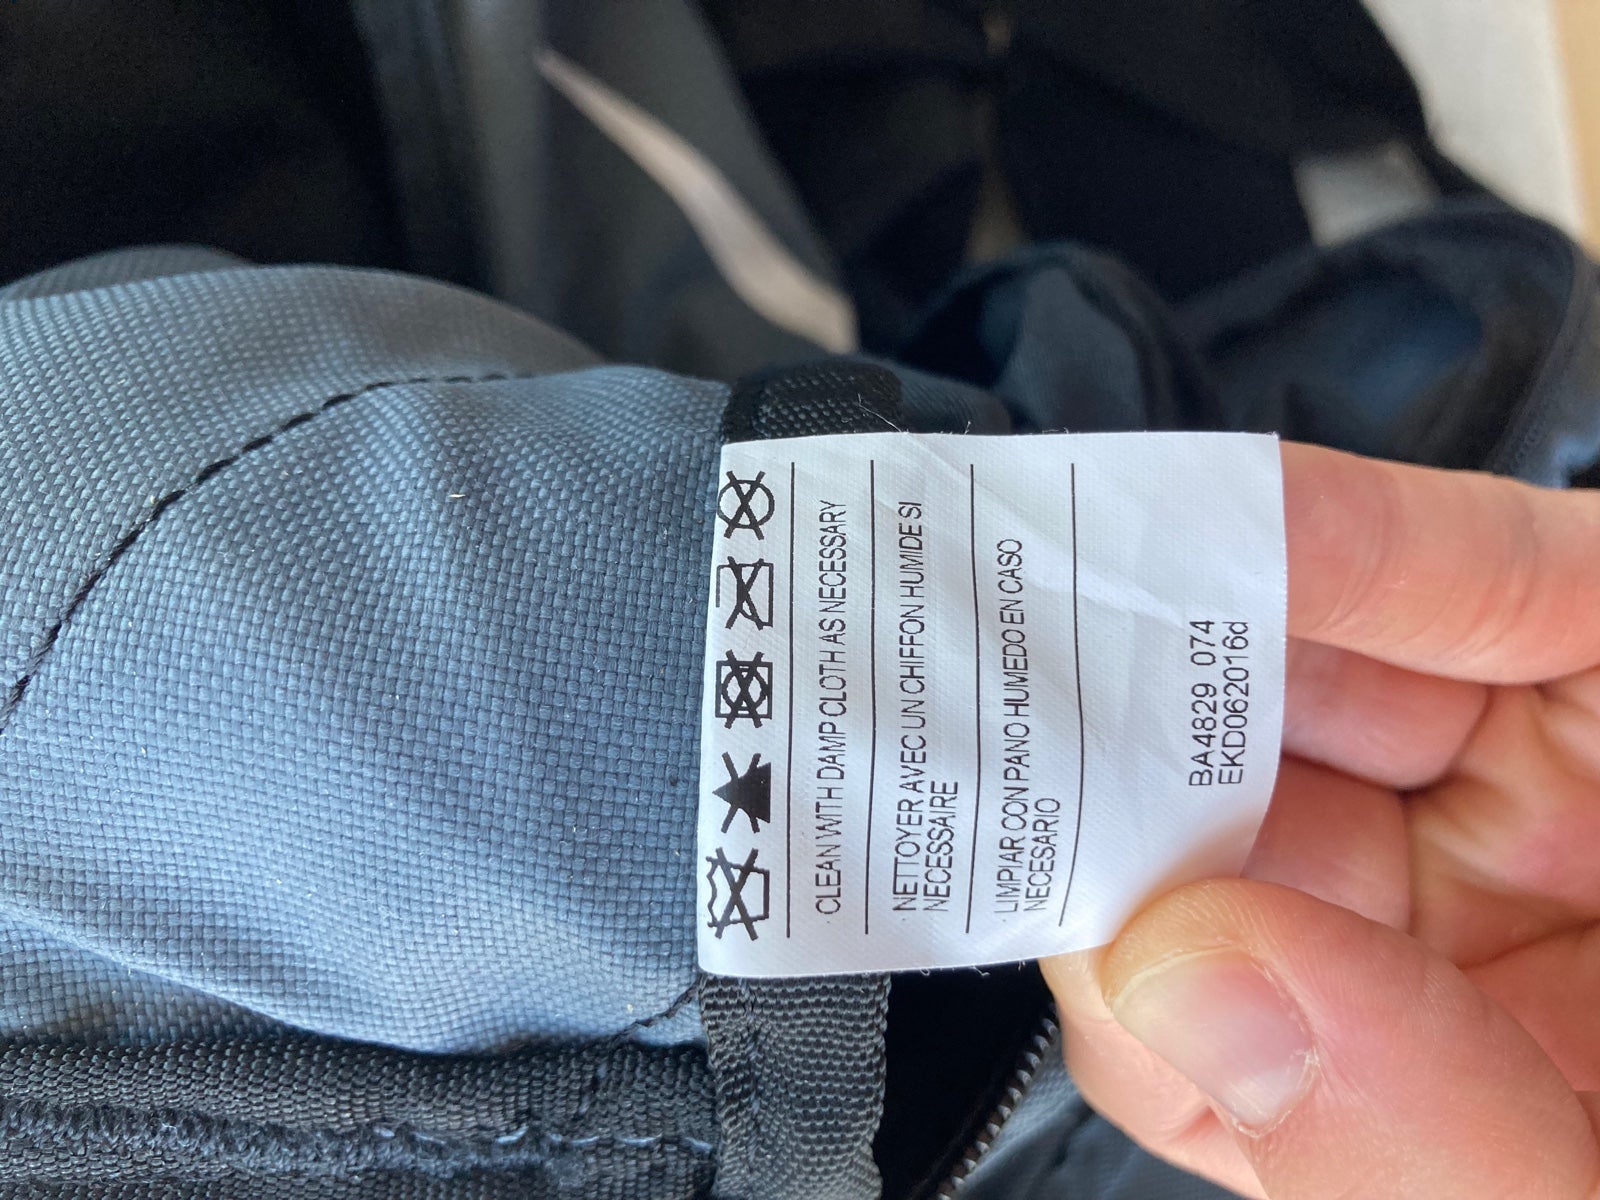 CLEAN WITH DAMP CLOTH AS NECESSARY
NETTOYER AVEC UN CHIFFON HUMIDE SI
NECESSAIRE
LIMPIAR CON PANO HUMEDO EN CASO
NECESARIO
BA4829 074
EKD062016d